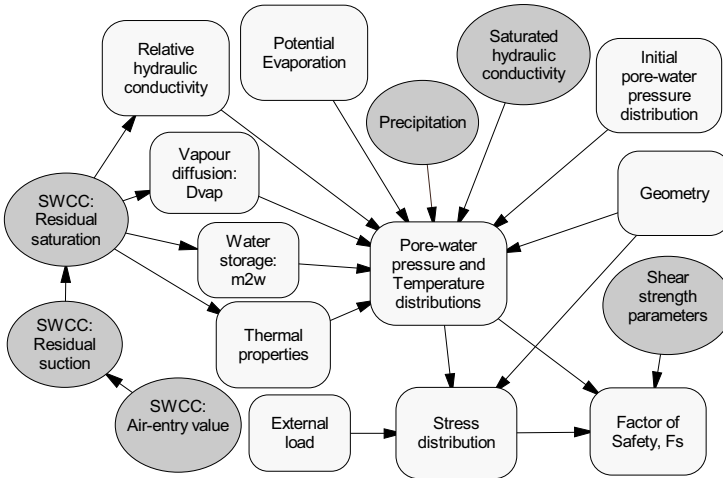 Relative
hydraulic
conductivity
Potential
Evaporation
Saturated
hydraulic
conductivity
Initial
pore-water
pressure
distribution
Precipitation
Vapour
diffusion:
Dvap
Geometry
SWCC:
Residual
saturation
Water
storage:
m2w
Pore-water
pressure and
Temperature
distributions
Shear
strength
parameters
SWCC:
Residual
suction
Thermal
properties
SWCC:
Air-entry value
External
load
Stress
distribution
Factor of
Safety, Fs